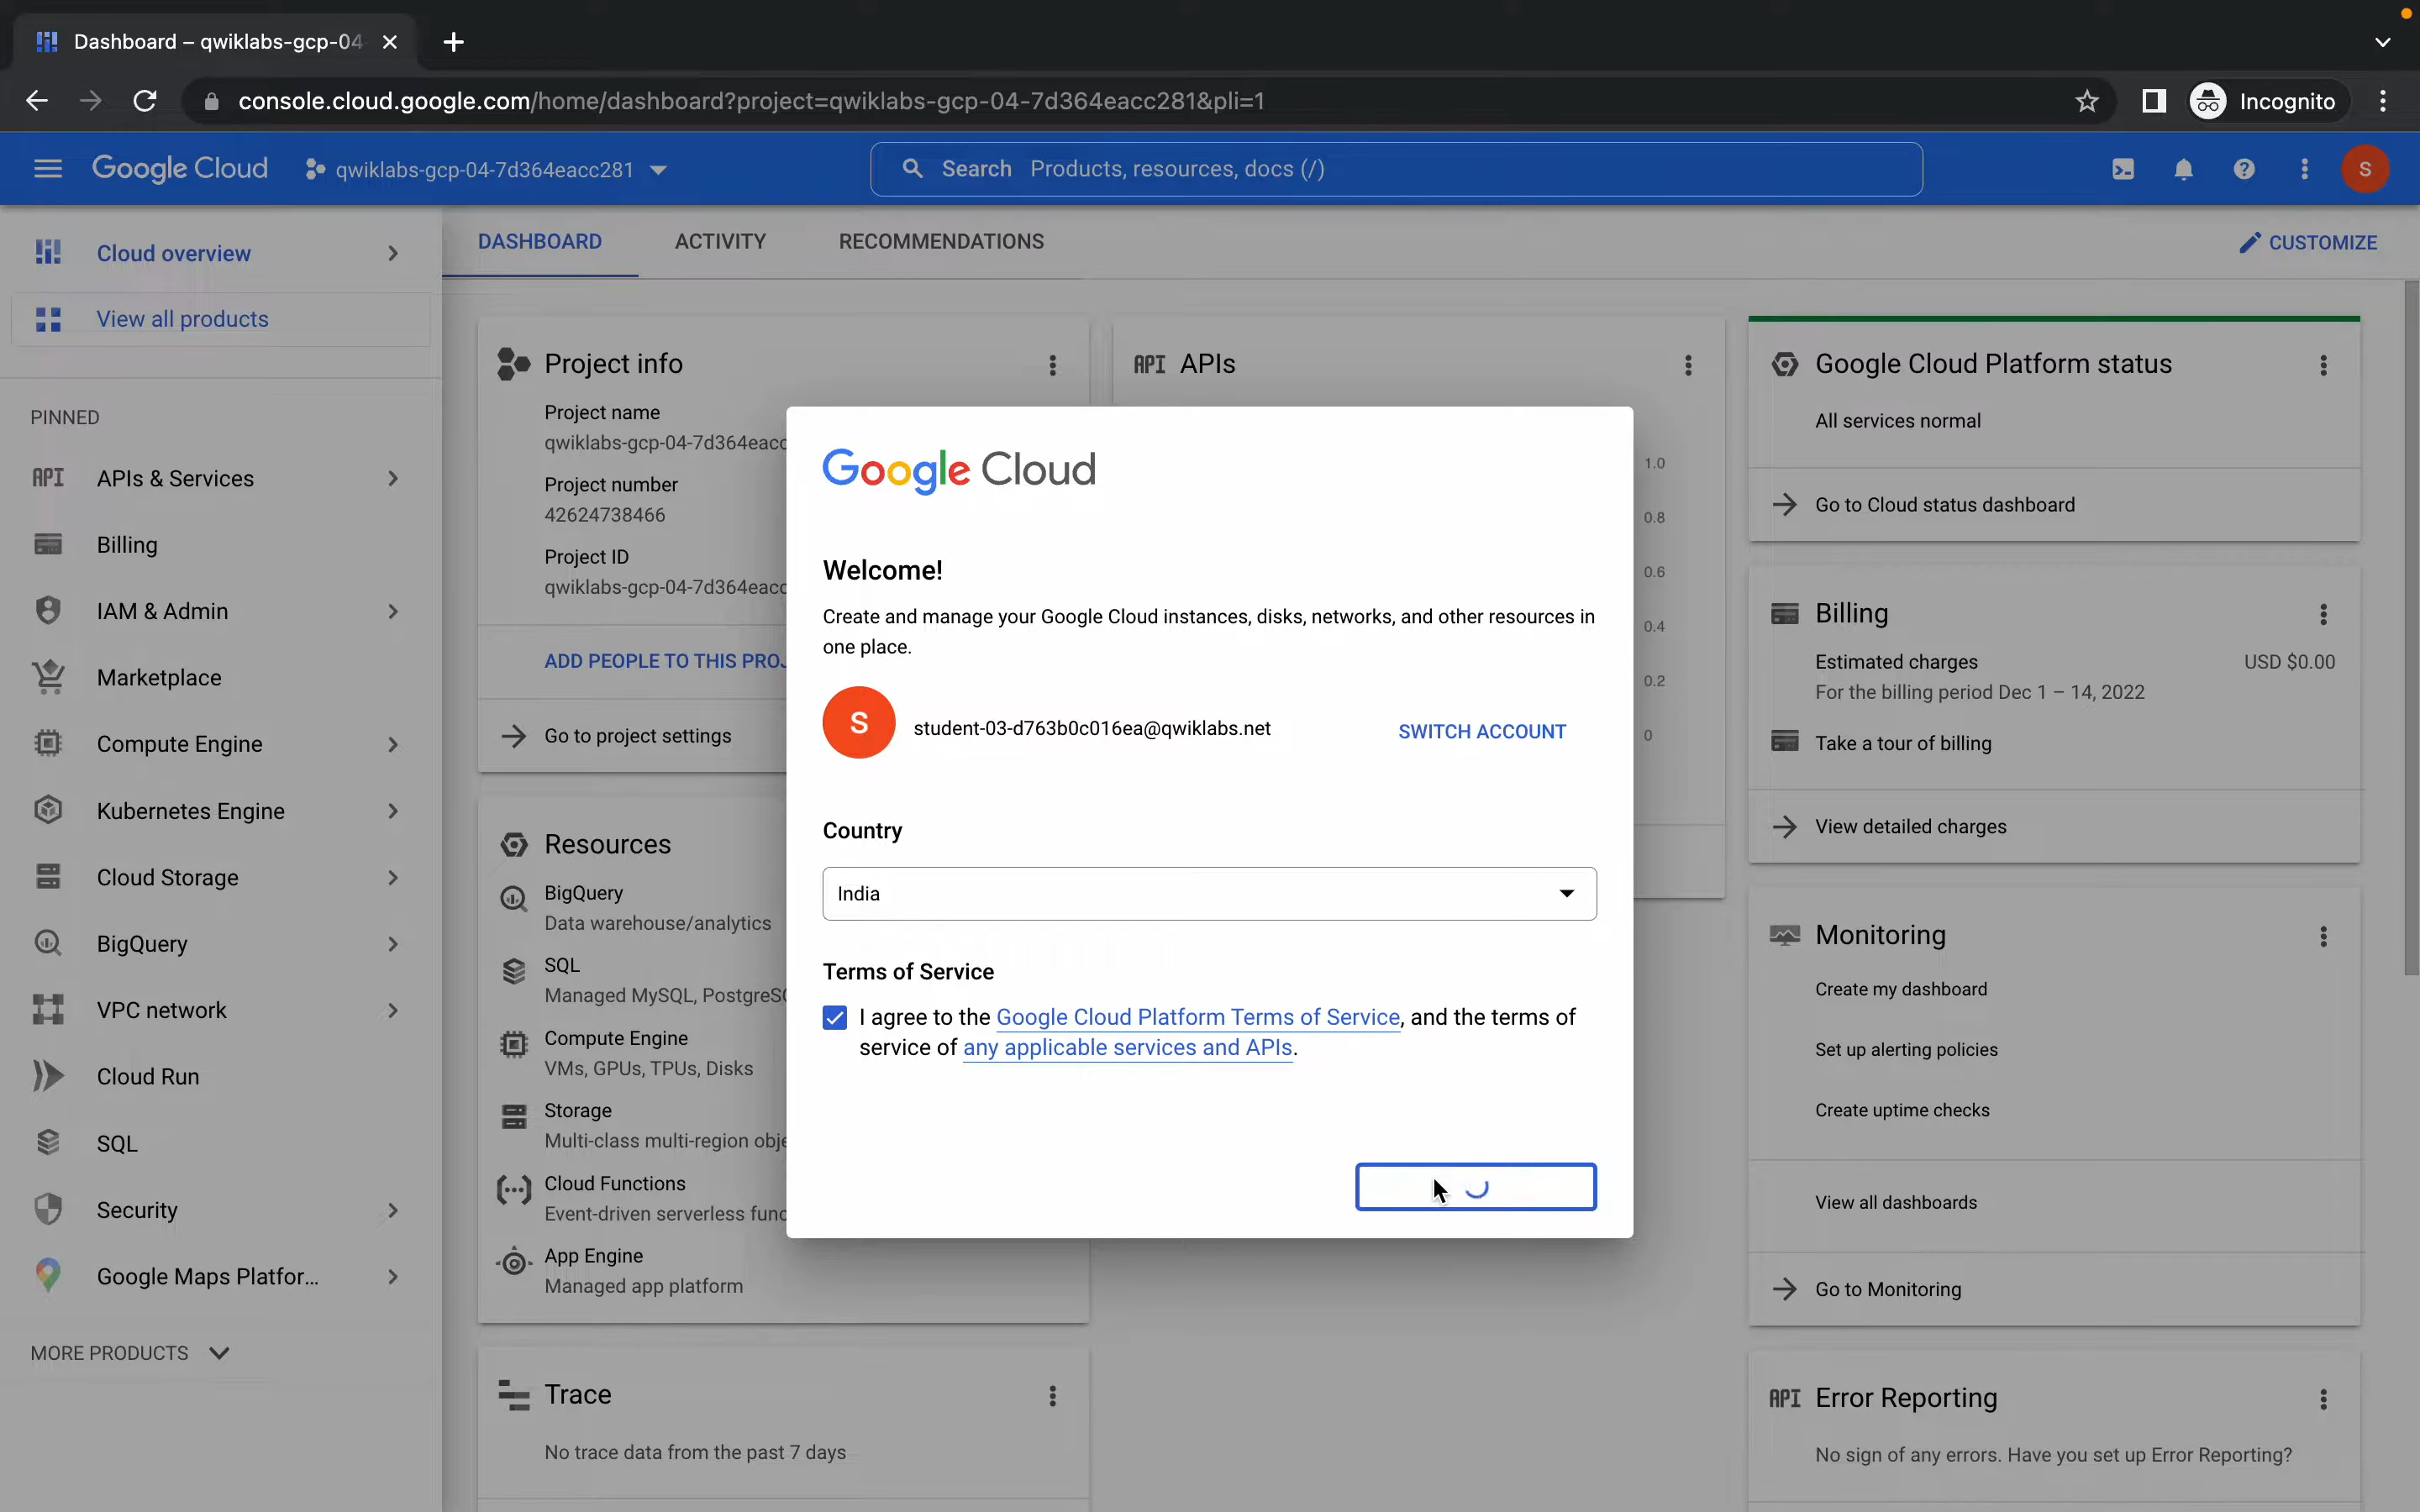 Dashboard – qwiklabs-gcp-04
console.cloud.google.com/home/dashboard?project=qwiklabs-gcp-04-7d364eacc281&pli=1
Incognito
Google Cloud
qwiklabs-gcp-04-7d364eacc281
Search Products, resources, docs (/)
S
Cloud overview
View all products
PINNED
API APIs & Services
Billing
IAM & Admin
Marketplace
Compute Engine
Kubernetes Engine
Cloud Storage
BigQuery
VPC network
Cloud Run
SQL
Security
Google Maps Platfor...
MORE PRODUCTS
DASHBOARD
ACTIVITY
RECOMMENDATIONS
CUSTOMIZE
Project info
Project name
qwiklabs-gcp-04-7d364eacc
Project number
42624738466
Project ID
qwiklabs-gcp-04-7d364eacc
ADD PEOPLE TO THIS PROJ
Go to project settings
Resources
BigQuery
Data warehouse/analytics
SQL
Managed MySQL, PostgreSQ
Compute Engine
VMs, GPUs, TPUs, Disks
Storage
Multi-class multi-region obje
Cloud Functions
Event-driven serverless func
App Engine
Managed app platform
Trace
No trace data from the past 7 days
API APIs
1.0
0.8
0.6
0.4
0.2
0
Google Cloud
Welcome!
Create and manage your Google Cloud instances, disks, networks, and other resources in
one place.
S
student-03-d763b0c016ea@qwiklabs.net
SWITCH ACCOUNT
Country
India
Terms of Service
I agree to the Google Cloud Platform Terms of Service, and the terms of
service of any applicable services and APIs.
Google Cloud Platform status
All services normal
Go to Cloud status dashboard
Billing
Estimated charges
USD $0.00
For the billing period Dec 1 – 14, 2022
Take a tour of billing
View detailed charges
Monitoring
Create my dashboard
Set up alerting policies
Create uptime checks
View all dashboards
Go to Monitoring
API Error Reporting
No sign of any errors. Have you set up Error Reporting?